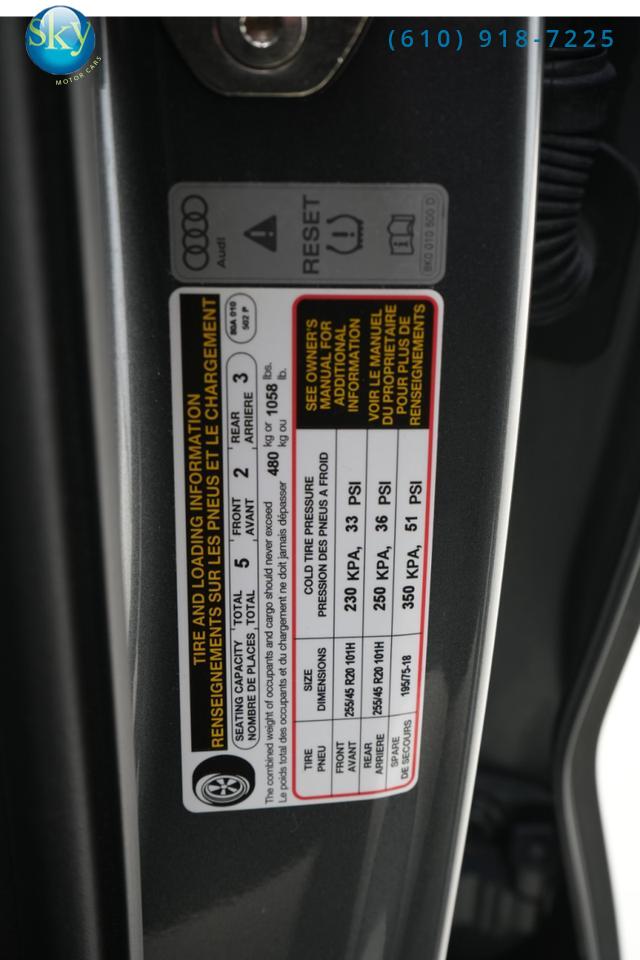 sky
MOTOR CARS
(610) 918-7225
Audi
RESET
8K0 010 500 D
TIRE AND LOADING INFORMATION
RENSEIGNEMENTS SUR LES PNEUS ET LE CHARGEMENT
80A 010
502 P
SEATING CAPACITY TOTAL 5 FRONT 2 REAR 3
NOMBRE DE PLACES TOTAL AVANT ARRIERE
The combined weight of occupants and cargo should never exceed 480 kg or 1058 lbs.
Le poids total des occupants et du chargement ne doit jamais dépasser kg ou lb.
TIRE SIZE COLD TIRE PRESSURE
PNEU DIMENSIONS PRESSION DES PNEUS A FROID
FRONT
AVANT 255/45 R20 101H 230 KPA, 33 PSI
REAR
ARRIERE 255/45 R20 101H 250 KPA, 36 PSI
SPARE
DE SECOURS 195/75-18 350 KPA, 51 PSI
SEE OWNER'S
MANUAL FOR
ADDITIONAL
INFORMATION
VOIR LE MANUEL
DU PROPRIETAIRE
POUR PLUS DE
RENSEIGNEMENTS